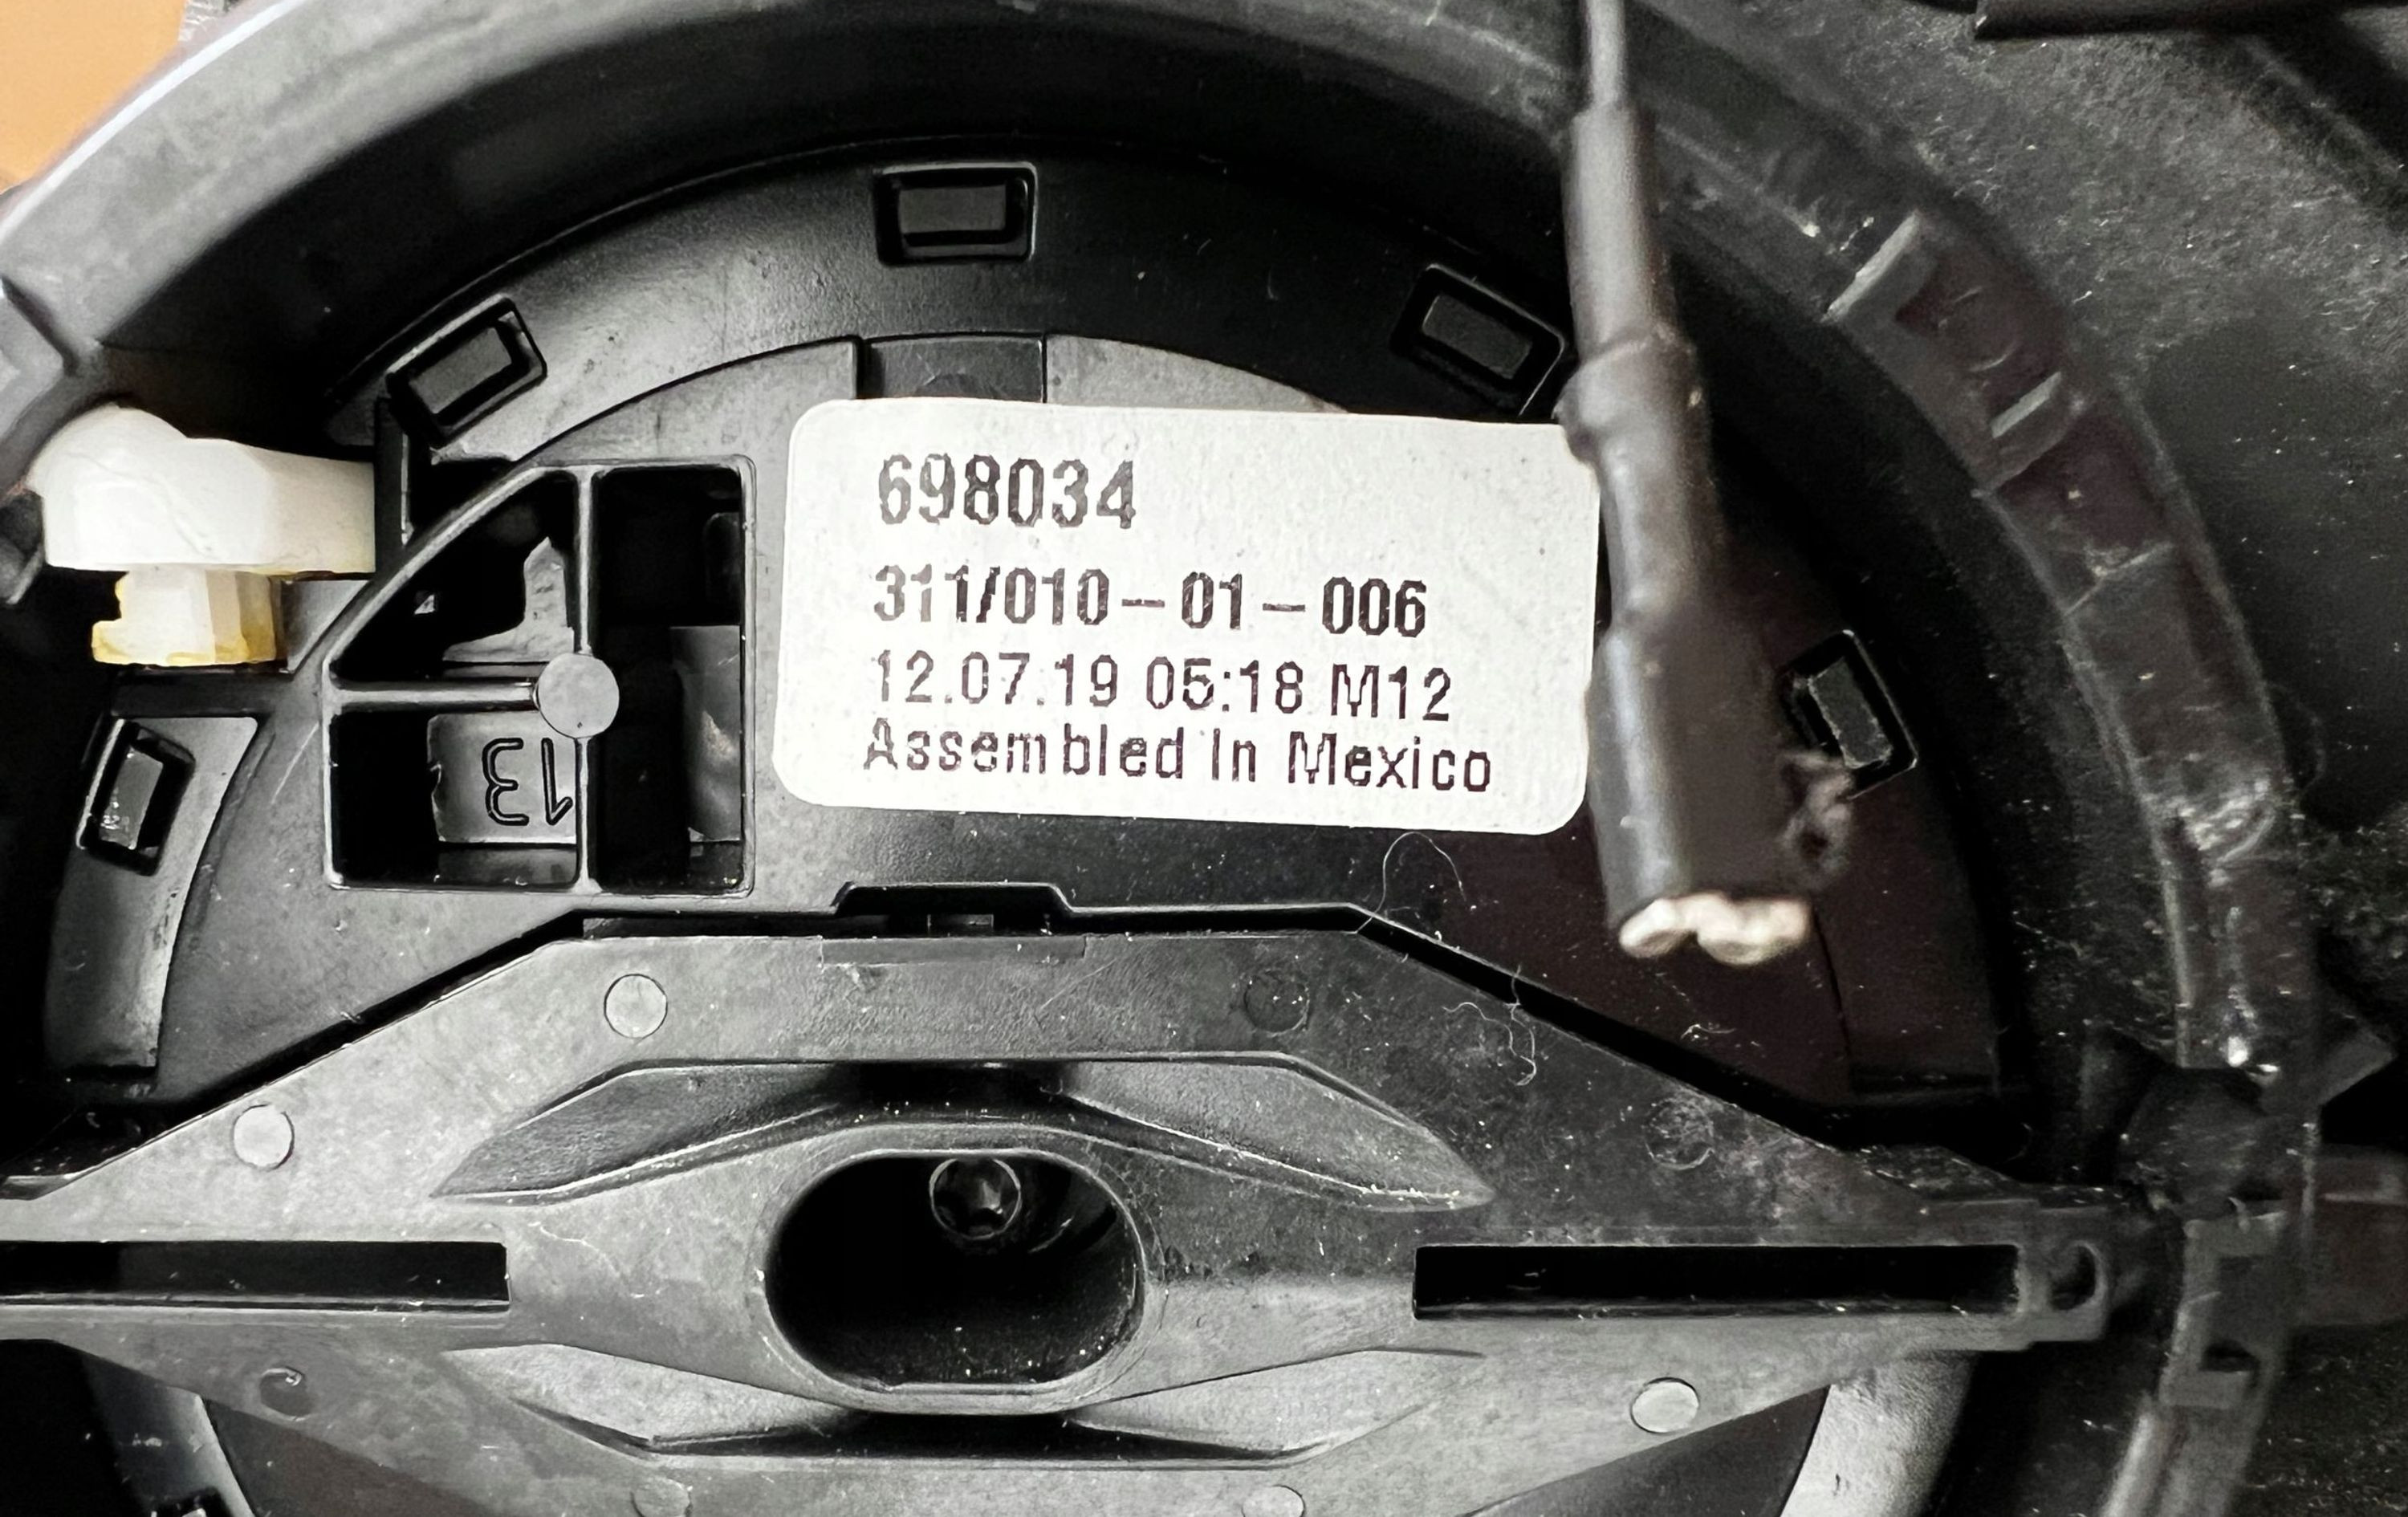 698034
311/010-01-006
12.07.19 05:18 M12
Assembled In Mexico
13